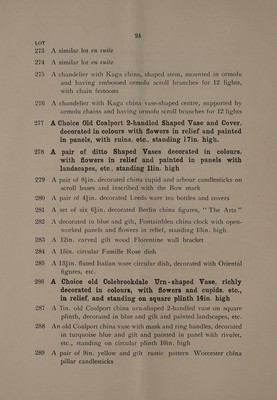 24
LOT
273 A similar lot en suite
274 A similar lot en suite
275 A chandelier with Kaga china, shaped stem, mounted in ormolu
and having embossed ormolu scroll branches for 12 lights,
with chain festoons
276 A chandelier with Kaga china vase-shaped centre, supported by
ormolu chains and having ormolu scroll branches for 12 lights
277 A Choice Old Coalport 2-handled Shaped Vase and Cover,
decorated in colours with flowers in relief and painted
in panels, with ruins, etc., standing 17in. high.
278 A pair of ditto Shaped Vases decorated in colours,
with flowers in relief and painted in panels with
landscapes, etc., standing 11in. high
279 A pair of 8½in. decorated china cupid and arbour candlesticks on
scroll bases and inscribed with the Bow mark
280 A pair of 4½in. decorated Leeds ware tea bottles and covers
281 A set of six 6½in. decorated Berlin china figures, "The Arts"
282 A decorated in blue and gilt, Fontainbleu china clock with open-
worked panels and flowers in relief, standing 13in. high
283 A 12in. carved gilt wood Florentine wall bracket
284 A 15in. circular Famille Rose dish
285 A 13½in. fluted Italian ware circular dish, decorated with Oriental
figures, etc.
286 A Choice old Colebrookdale Urn-shaped Vase, richly
decorated in colours, with flowers and cupids, etc.,
in relief, and standing on square plinth 14in. high
287 A 7in. old Coalport china urn-shaped 2-handled vase on square
plinth, decorated in blue and gilt and painted landscapes, etc.
288 An old Coalport china vase with mask and ring handles, decorated
in turquoise blue and gilt and painted in panel with rivulet,
etc., standing on circular plinth 10in. high
289 A pair of 9in. yellow and gilt rustic pattern Worcester china
pillar candlesticks